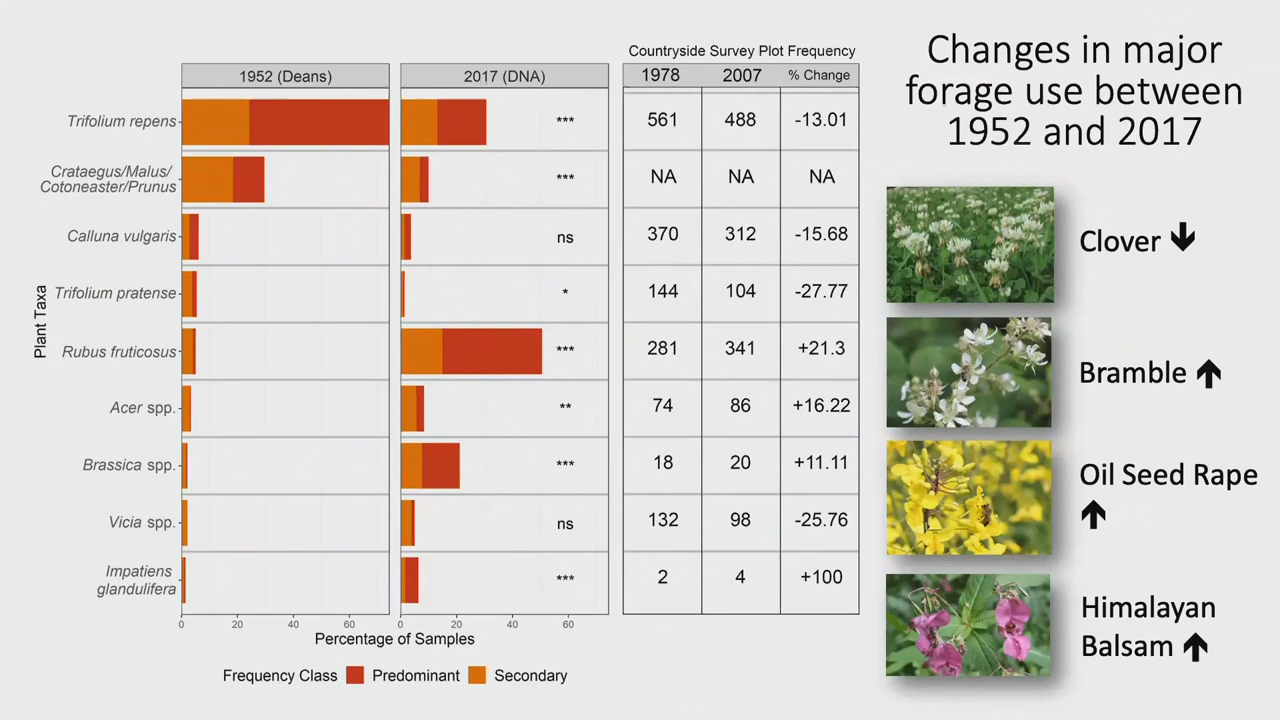 Changes in major
forage use between
1952 and 2017
Countryside Survey Plot Frequency
1952 (Deans) 2017 (DNA) 1978 2007 % Change
Plant Taxa
Trifolium repens *** 561 488 -13.01
Crataegus/Malus/
Cotoneaster/Prunus *** NA NA NA
Calluna vulgaris ns 370 312 -15.68
Trifolium pratense * 144 104 -27.77
Rubus fruticosus *** 281 341 +21.3
Acer spp. ** 74 86 +16.22
Brassica spp. *** 18 20 +11.11
Vicia spp. ns 132 98 -25.76
Impatiens
glandulifera *** 2 4 +100
0 20 40 60 0 20 40 60
Percentage of Samples
Frequency Class Predominant Secondary
Clover ↓
Bramble ↑
Oil Seed Rape
↑
Himalayan
Balsam ↑